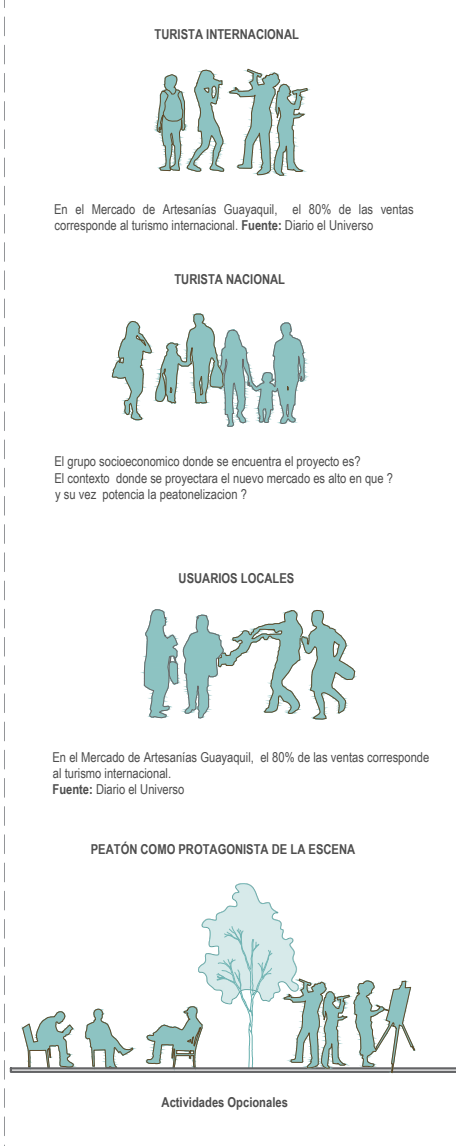 TURISTA INTERNACIONAL
En el Mercado de Artesanías Guayaquil, el 80% de las ventas
corresponde al turismo internacional. Fuente: Diario el Universo
TURISTA NACIONAL
El grupo socioeconomico donde se encuentra el proyecto es?
El contexto donde se proyectara el nuevo mercado es alto en que ?
y su vez potencia la peatonelizacion ?
USUARIOS LOCALES
En el Mercado de Artesanías Guayaquil, el 80% de las ventas corresponde
al turismo internacional.
Fuente: Diario el Universo
PEATÓN COMO PROTAGONISTA DE LA ESCENA
Actividades Opcionales